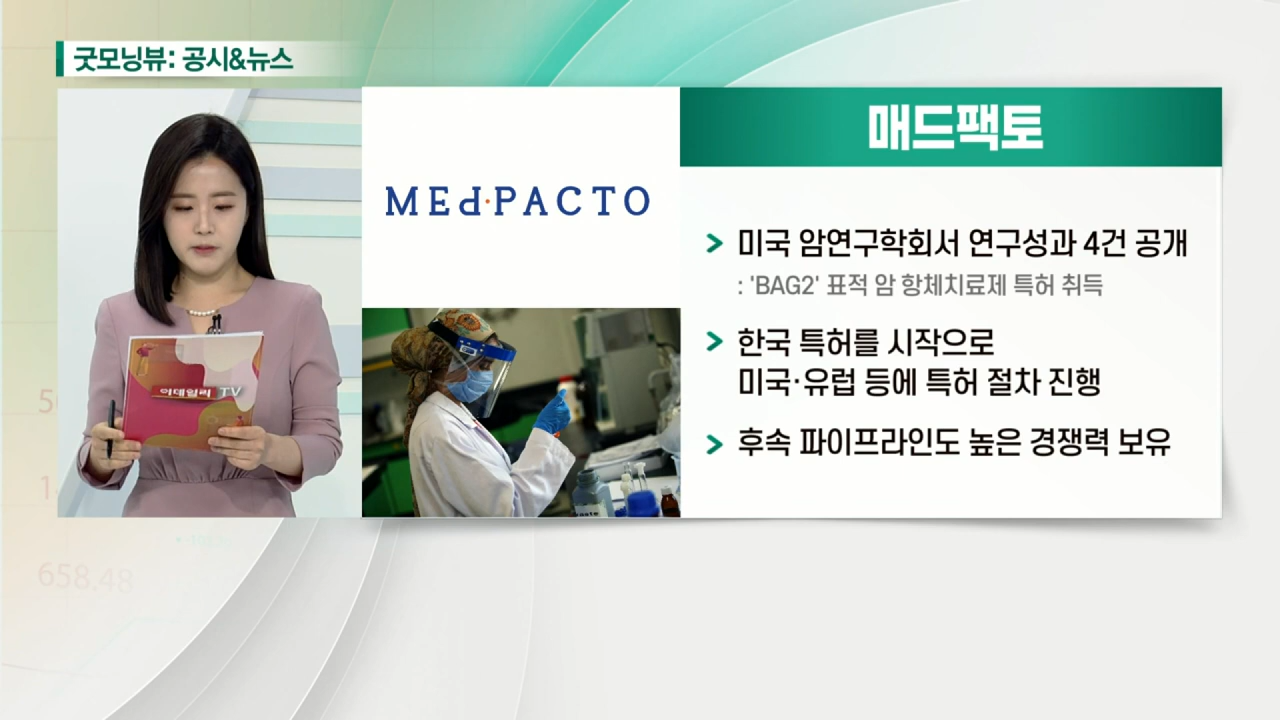 굿모닝뷰: 공시&뉴스
MEdPACTO
매드팩토
미국 암연구학회서 연구성과 4건 공개
: 'BAG2' 표적 암 항체치료제 특허 취득
한국 특허를 시작으로
미국·유럽 등에 특허 절차 진행
후속 파이프라인도 높은 경쟁력 보유
이데일리 TV
658.48